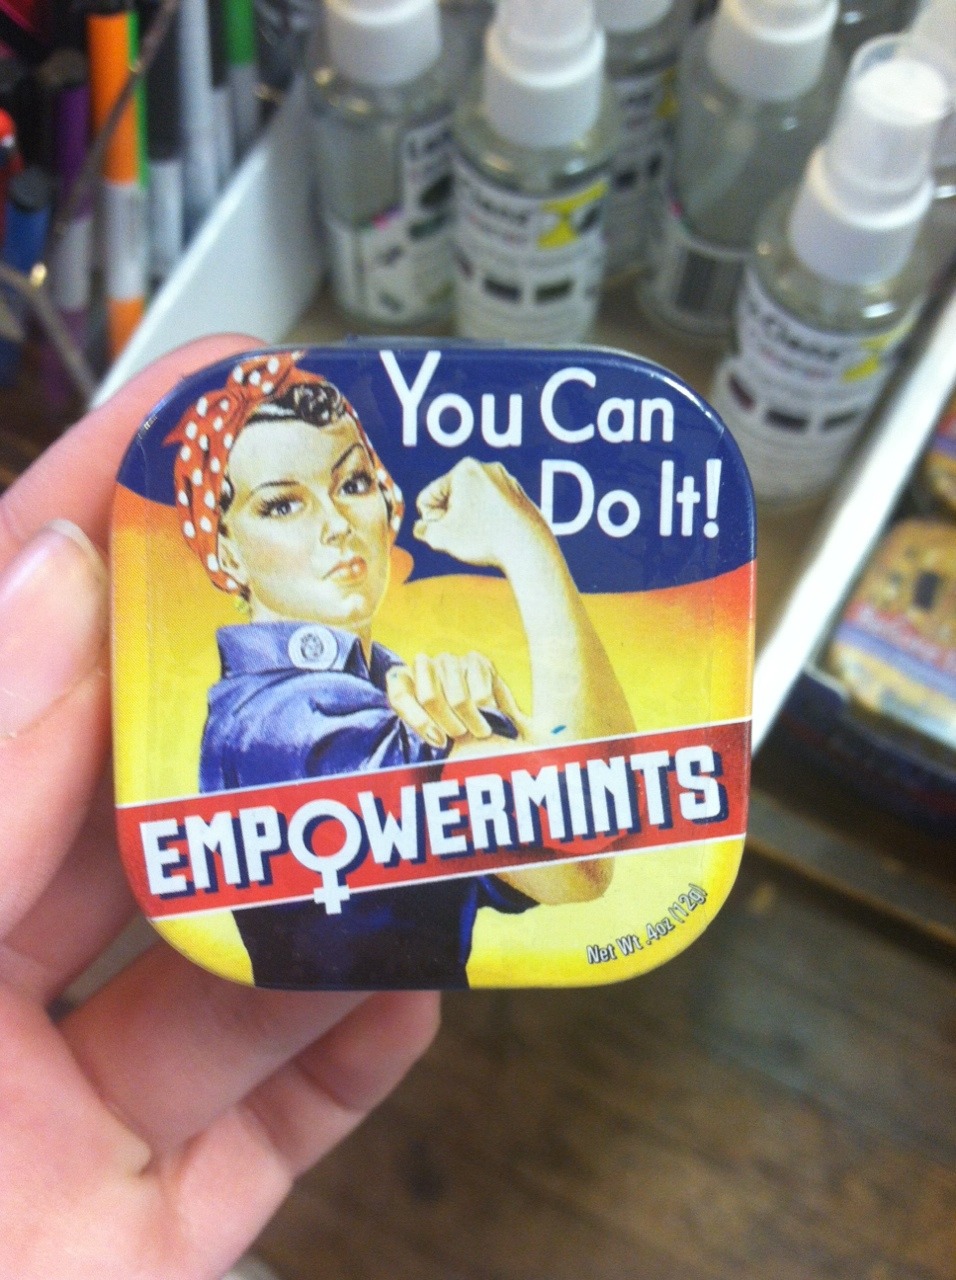 You Can
Do It!
EMPOWERMINTS
Net Wt .4oz (12g)